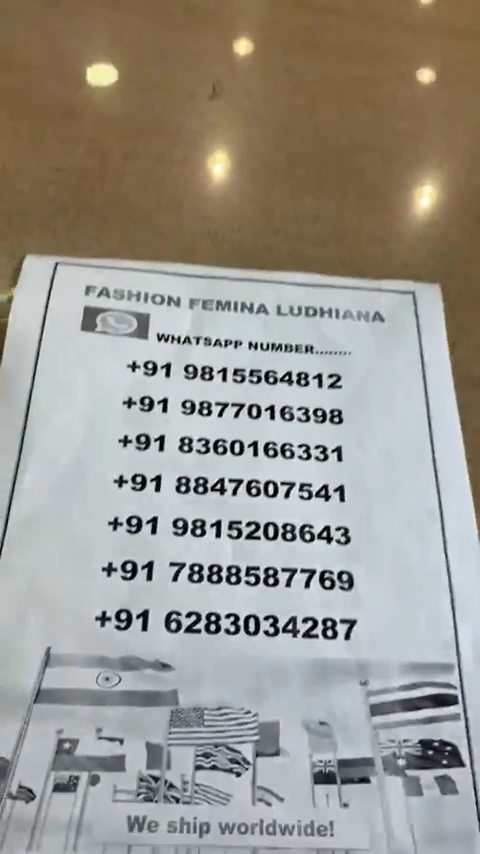 FASHION FEMINA LUDHIANA
WHATSAPP NUMBER........
+91 9815564812
+91 9877016398
+91 8360166331
+91 8847607541
+91 9815208643
+91 7888587769
+91 6283034287
We ship worldwide!